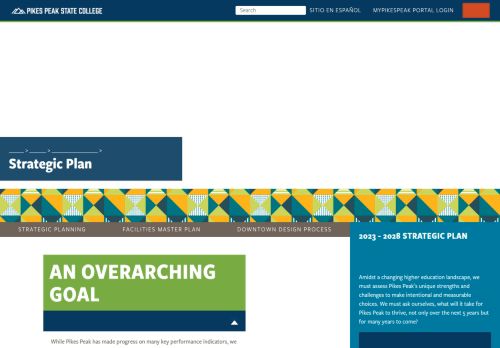 PIKES PEAK STATE COLLEGE
Search
SITIO EN ESPAÑOL
MYPIKESPEAK PORTAL LOGIN
> > >
Strategic Plan
STRATEGIC PLANNING
FACILITIES MASTER PLAN
DOWNTOWN DESIGN PROCESS
2023 – 2028 STRATEGIC PLAN
AN OVERARCHING
GOAL
Amidst a changing higher education landscape, we
must assess Pikes Peak's unique strengths and
challenges to make intentional and measurable
choices. We must ask ourselves, what will it take for
Pikes Peak to thrive, not only over the next 5 years but
for many years to come?
While Pikes Peak has made progress on many key performance indicators, we